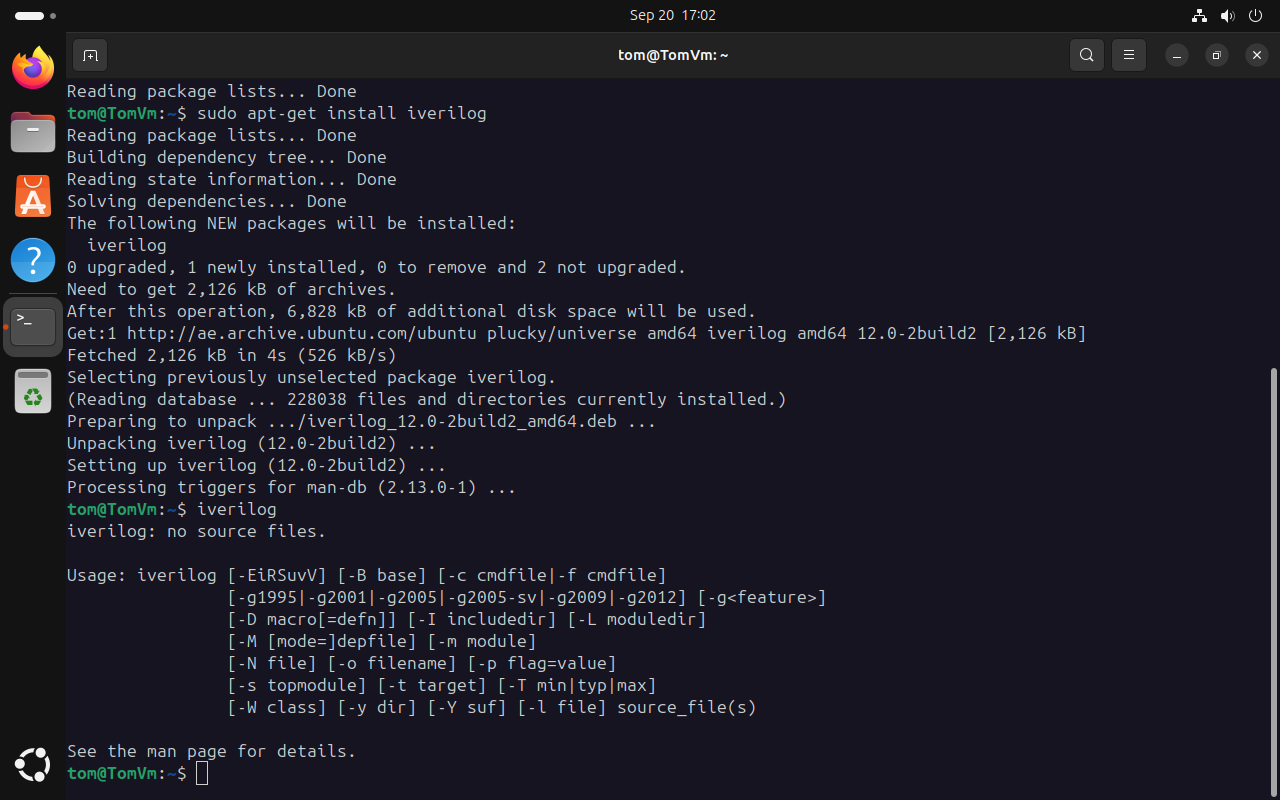 Sep 20 17:02
tom@TomVm: ~
Reading package lists... Done
tom@TomVm:~$ sudo apt-get install iverilog
Reading package lists... Done
Building dependency tree... Done
Reading state information... Done
Solving dependencies... Done
The following NEW packages will be installed:
  iverilog
0 upgraded, 1 newly installed, 0 to remove and 2 not upgraded.
Need to get 2,126 kB of archives.
After this operation, 6,828 kB of additional disk space will be used.
Get:1 http://ae.archive.ubuntu.com/ubuntu plucky/universe amd64 iverilog amd64 12.0-2build2 [2,126 kB]
Fetched 2,126 kB in 4s (526 kB/s)
Selecting previously unselected package iverilog.
(Reading database ... 228038 files and directories currently installed.)
Preparing to unpack .../iverilog_12.0-2build2_amd64.deb ...
Unpacking iverilog (12.0-2build2) ...
Setting up iverilog (12.0-2build2) ...
Processing triggers for man-db (2.13.0-1) ...
tom@TomVm:~$ iverilog
iverilog: no source files.

Usage: iverilog [-EiRSuvV] [-B base] [-c cmdfile|-f cmdfile]
                [-g1995|-g2001|-g2005|-g2005-sv|-g2009|-g2012] [-g<feature>]
                [-D macro[=defn]] [-I includedir] [-L moduledir]
                [-M [mode=]depfile] [-m module]
                [-N file] [-o filename] [-p flag=value]
                [-s topmodule] [-t target] [-T min|typ|max]
                [-W class] [-y dir] [-Y suf] [-l file] source_file(s)

See the man page for details.
tom@TomVm:~$